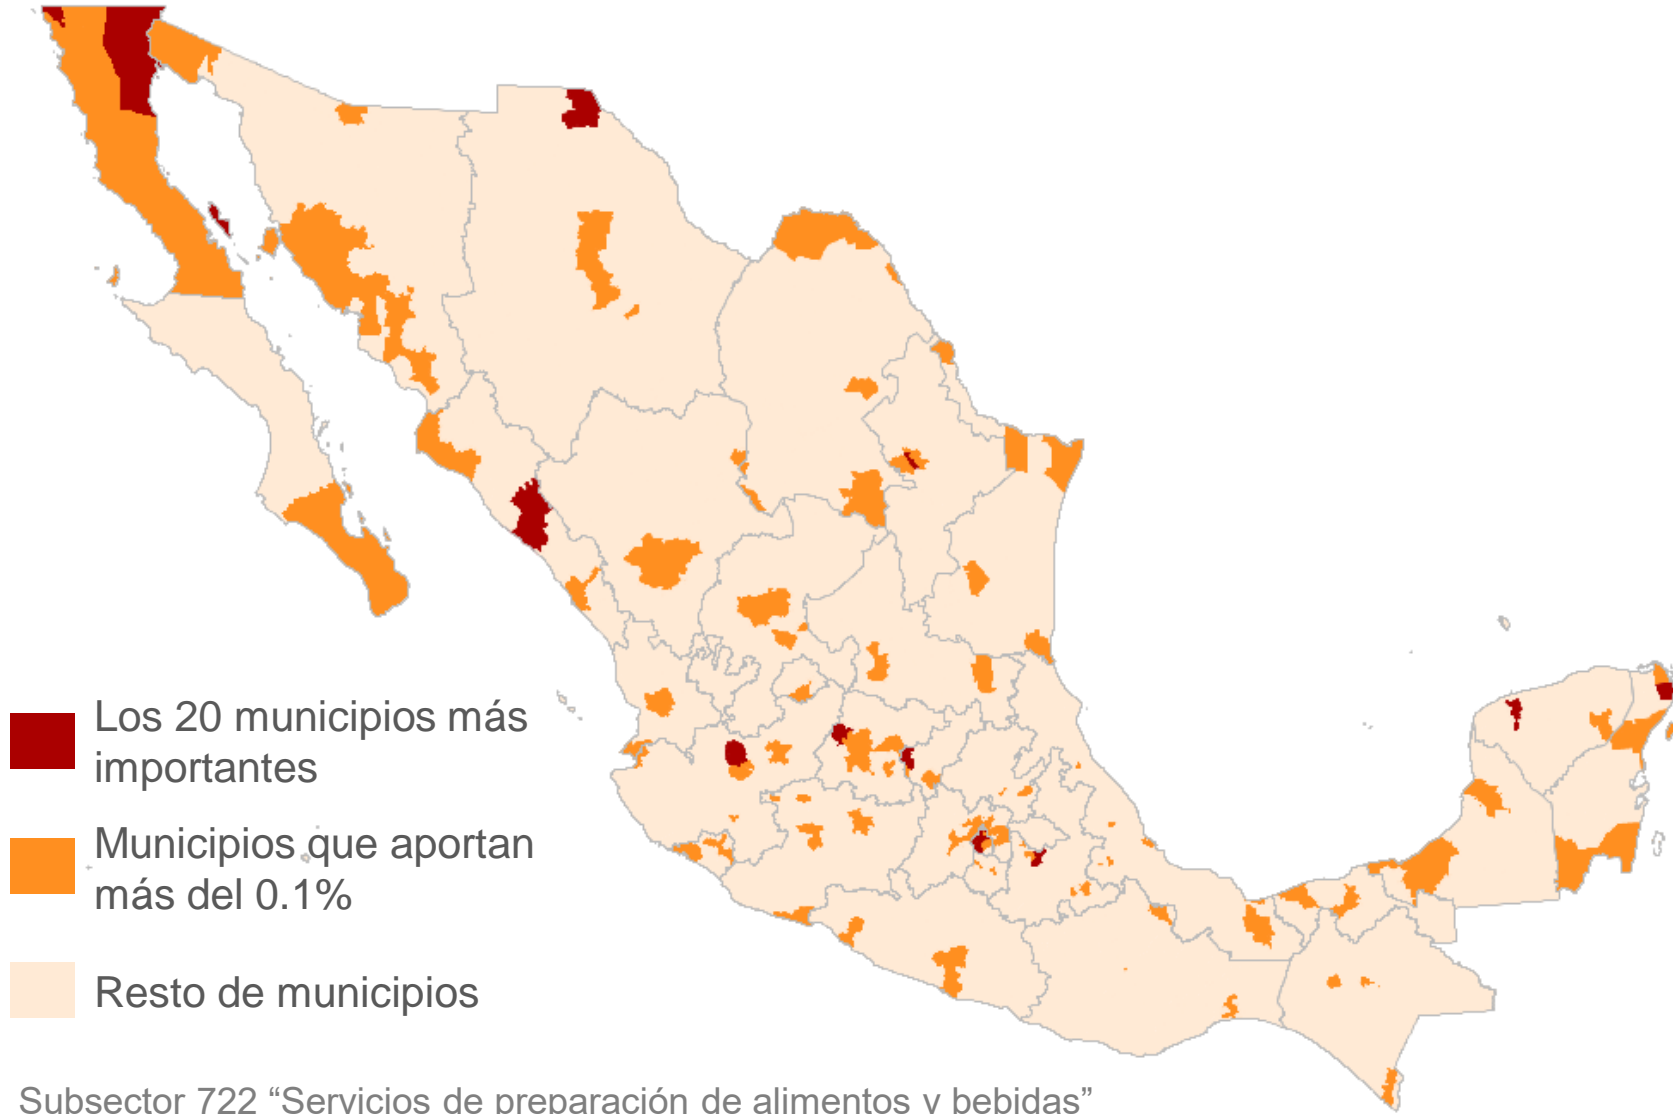 Los 20 municipios más
importantes
Municipios que aportan
más del 0.1%
Resto de municipios
Subsector 722 “Servicios de preparación de alimentos y bebidas”